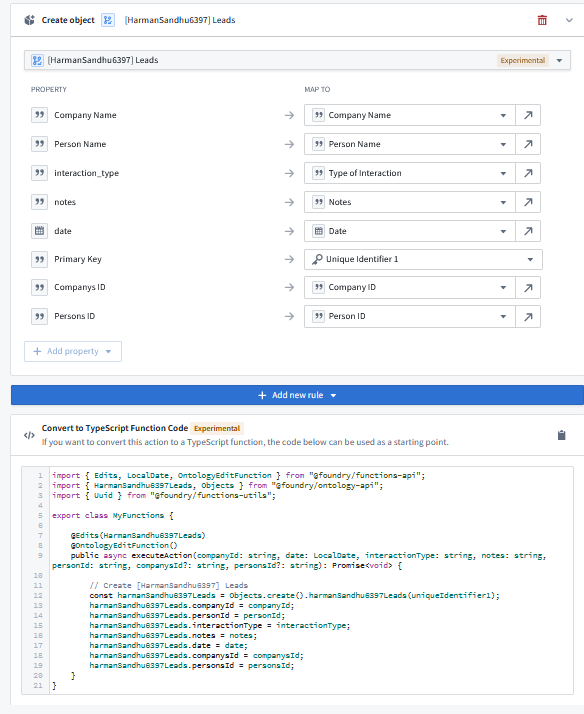 Create object [HarmanSandhu6397] Leads
[HarmanSandhu6397] Leads Experimental
PROPERTY MAP TO
Company Name Company Name
Person Name Person Name
interaction_type Type of Interaction
notes Notes
date Date
Primary Key Unique Identifier 1
Companys ID Company ID
Persons ID Person ID
+ Add property
+ Add new rule
Convert to TypeScript Function Code Experimental
If you want to convert this action to a TypeScript function, the code below can be used as a starting point.
1 import { Edits, LocalDate, OntologyEditFunction } from "@foundry/functions-api";
2 import { HarmanSandhu6397Leads, Objects } from "@foundry/ontology-api";
3 import { Uuid } from "@foundry/functions-utils";
4
5 export class MyFunctions {
6
7 @Edits(HarmanSandhu6397Leads)
8 @OntologyEditFunction()
9 public async executeAction(companyId: string, date: LocalDate, interactionType: string, notes: string,
personId: string, companysId?: string, personsId?: string): Promise<void> {
10
11 // Create [HarmanSandhu6397] Leads
12 const harmanSandhu6397Leads = Objects.create().harmanSandhu6397Leads(uniqueIdentifier1);
13 harmanSandhu6397Leads.companyId = companyId;
14 harmanSandhu6397Leads.personId = personId;
15 harmanSandhu6397Leads.interactionType = interactionType;
16 harmanSandhu6397Leads.notes = notes;
17 harmanSandhu6397Leads.date = date;
18 harmanSandhu6397Leads.companysId = companysId;
19 harmanSandhu6397Leads.personsId = personsId;
20 }
21 }